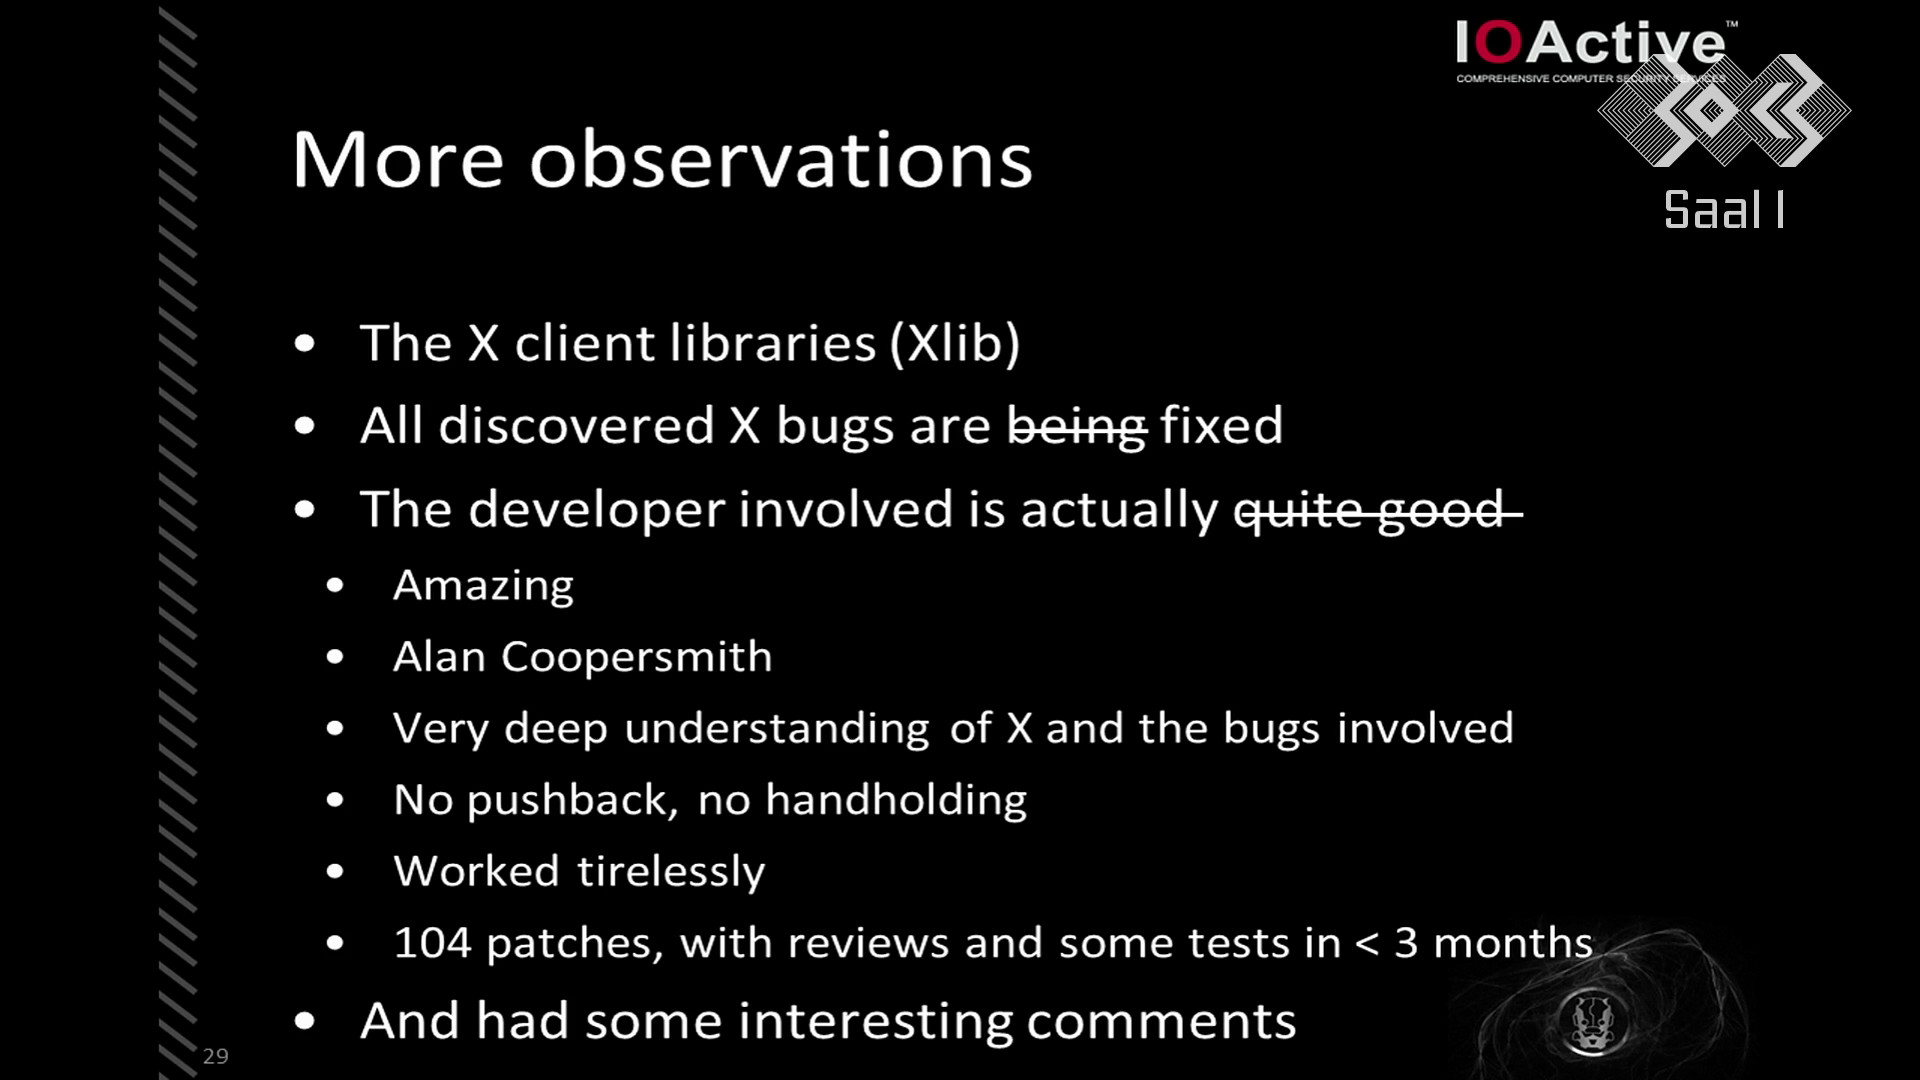 IOActive™
COMPREHENSIVE COMPUTER SECURITY SERVICES
30C3
Saal 1
More observations
• The X client libraries (Xlib)
• All discovered X bugs are being fixed
• The developer involved is actually quite good
• Amazing
• Alan Coopersmith
• Very deep understanding of X and the bugs involved
• No pushback, no handholding
• Worked tirelessly
• 104 patches, with reviews and some tests in < 3 months
• And had some interesting comments
29